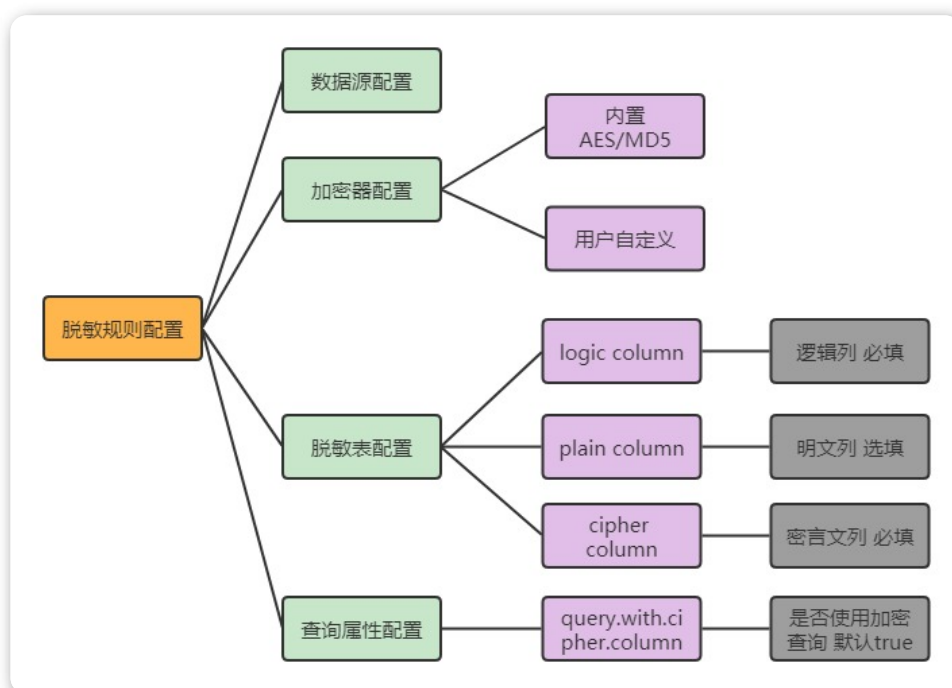 数据源配置
内置
AES/MD5
加密器配置
用户自定义
脱敏规则配置
logic column
逻辑列 必填
脱敏表配置
plain column
明文列 选填
cipher
column
密言文列 必填
查询属性配置
query.with.ci
pher.column
是否使用加密
查询 默认true